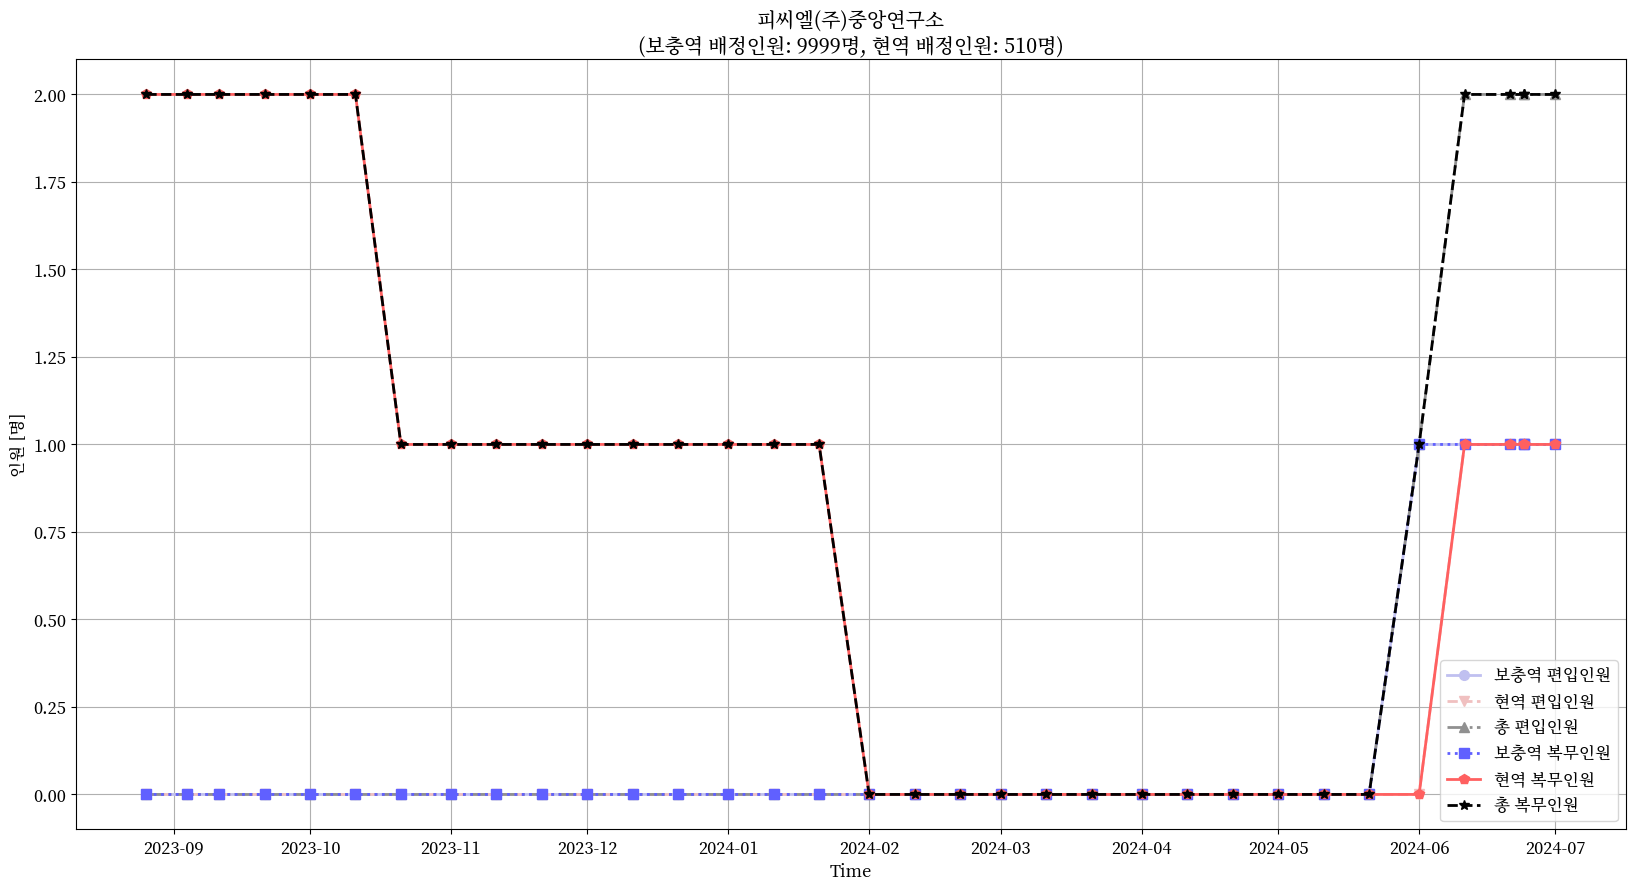 피씨엘(주)중앙연구소
(보충역 배정인원: 9999명, 현역 배정인원: 510명)
인원 [명]
2.00
1.75
1.50
1.25
1.00
0.75
0.50
0.25
0.00
보충역 편입인원
현역 편입인원
총 편입인원
보충역 복무인원
현역 복무인원
총 복무인원
2023-09 2023-10 2023-11 2023-12 2024-01 2024-02 2024-03 2024-04 2024-05 2024-06 2024-07
Time